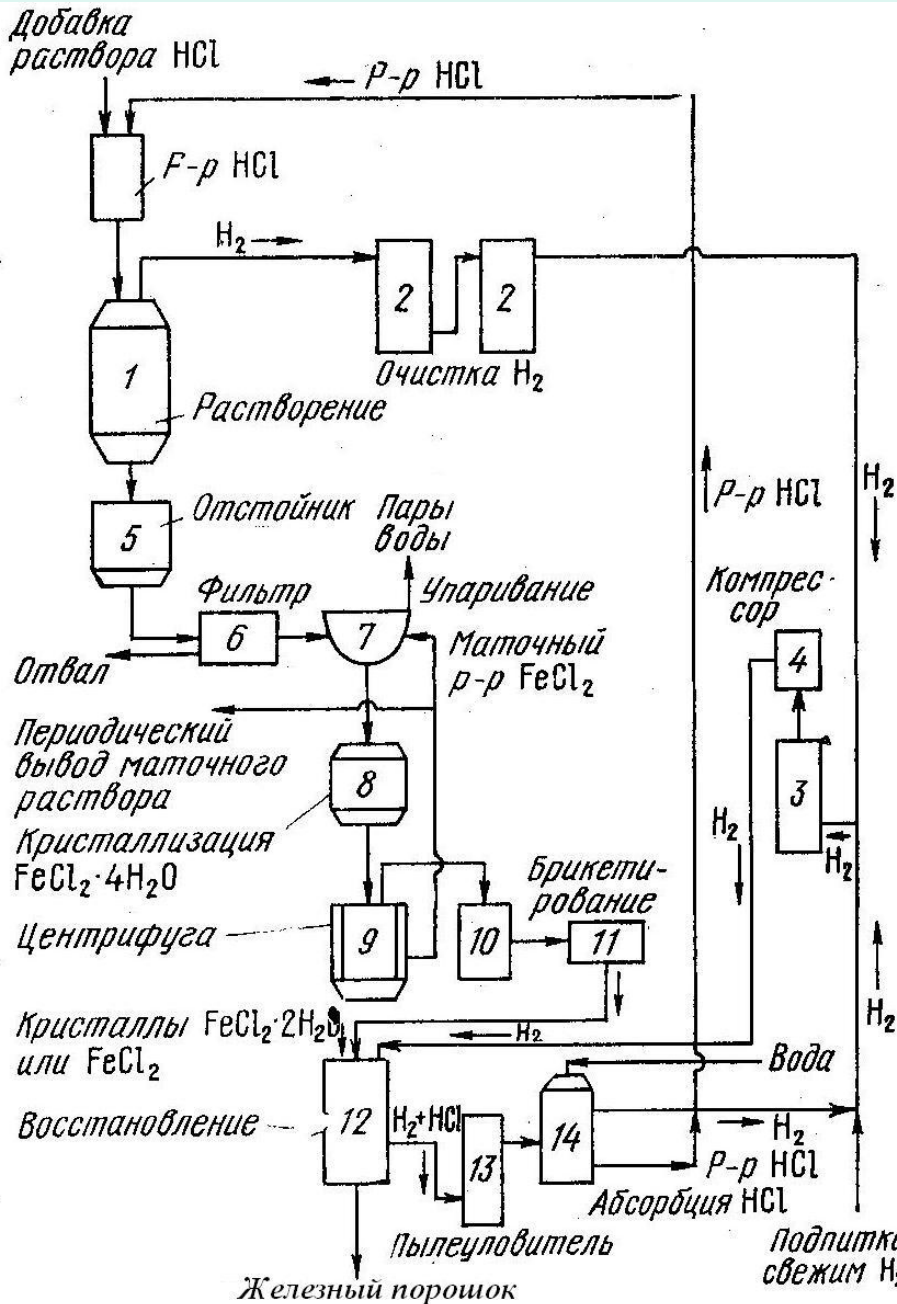 Добавка
раствора HCl
Р-р HCl
F-р HCl
H₂
2
2
Очистка H₂
1
Растворение
Р-р HCl
H₂
5
Отстойник
Пары
воды
Компрес-
сор
Фильтр
Упаривание
6
7
4
Отвал
Маточный
р-р FeCl₂
Периодический
вывод маточного
раствора
8
3
H₂
H₂
Кристаллизация
FeCl₂·4H₂O
Брикети-
рование
Центрифуга
9
10
11
H₂
Кристаллы FeCl₂·2H₂O
или FeCl₂
H₂
Вода
Восстановление
12
H₂+HCl
13
14
H₂
Р-р HCl
Абсорбция HCl
Пылеуловитель
Подпитка
свежим H₂
Железный порошок